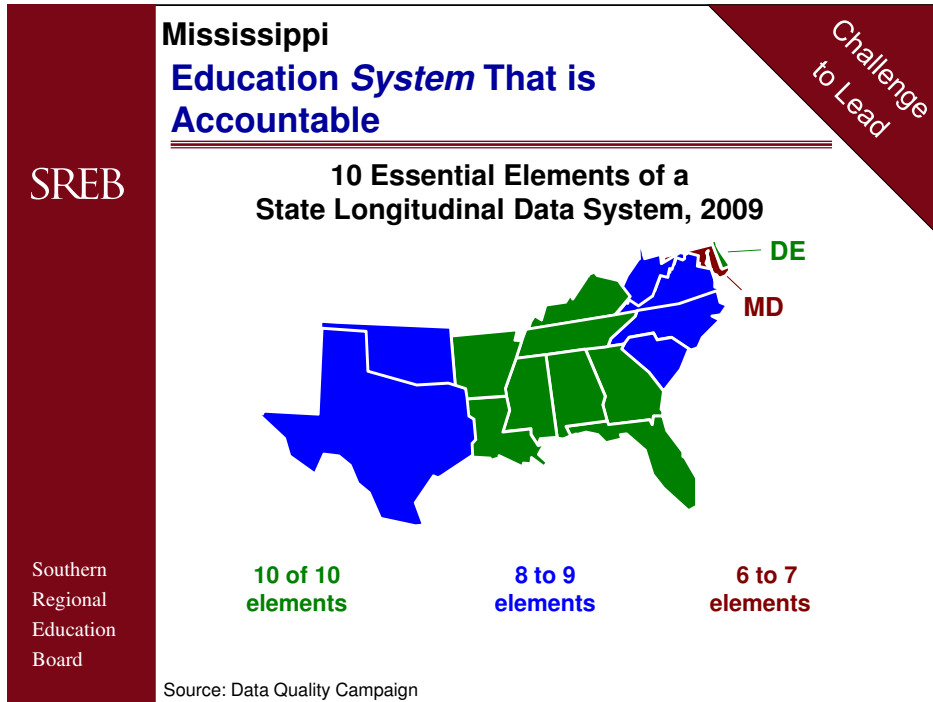 Mississippi
Education System That is
Accountable
Challenge
to Lead
SREB
10 Essential Elements of a
State Longitudinal Data System, 2009
DE
MD
10 of 10
elements
8 to 9
elements
6 to 7
elements
Southern
Regional
Education
Board
Source: Data Quality Campaign